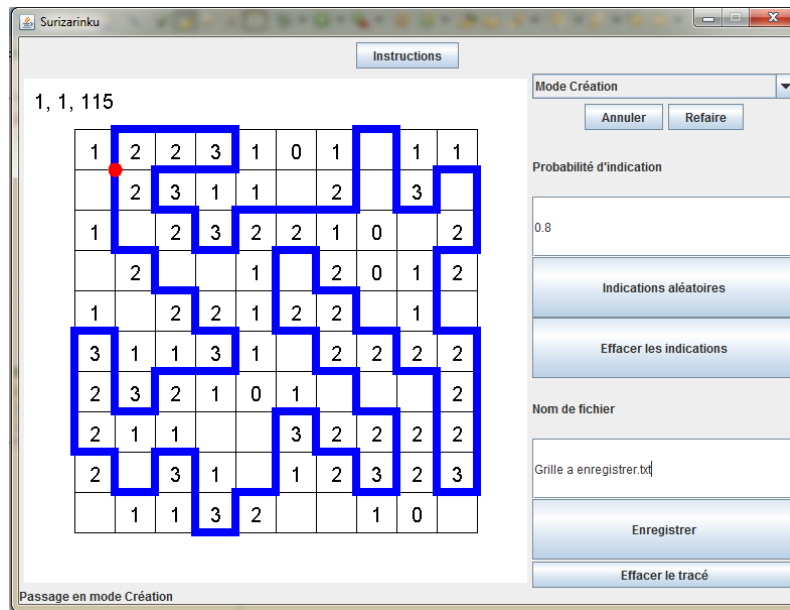 Surizarinku
Instructions
1, 1, 115
Mode Création
Annuler Refaire
Probabilité d'indication
0.8
Indications aléatoires
Effacer les indications
Nom de fichier
Grille a enregistrer.txt
Enregistrer
Effacer le tracé
1 2 2 3 1 0 1 1 1
2 3 1 1 2 3
1 2 3 2 2 1 0 2
2 1 2 0 1 2
1 2 2 1 2 2 1
3 1 1 3 1 2 2 2 2
2 3 2 1 0 1 2
2 1 1 3 2 2 2 2
2 3 1 1 2 3 2 3
1 1 3 2 1 0
Passage en mode Création